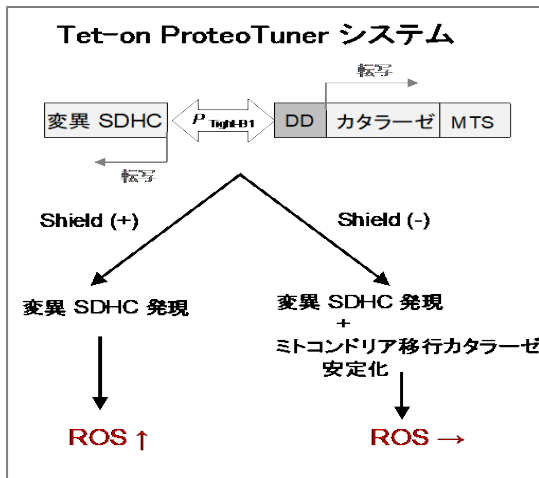 Tet-on ProteoTuner システム
転写
変異 SDHC
P Tight-B1
DD
カタラーゼ
MTS
転写
Shield (+)
Shield (-)
変異 SDHC 発現
変異 SDHC 発現
+
ミトコンドリア移行カタラーゼ
安定化
ROS ↑
ROS →